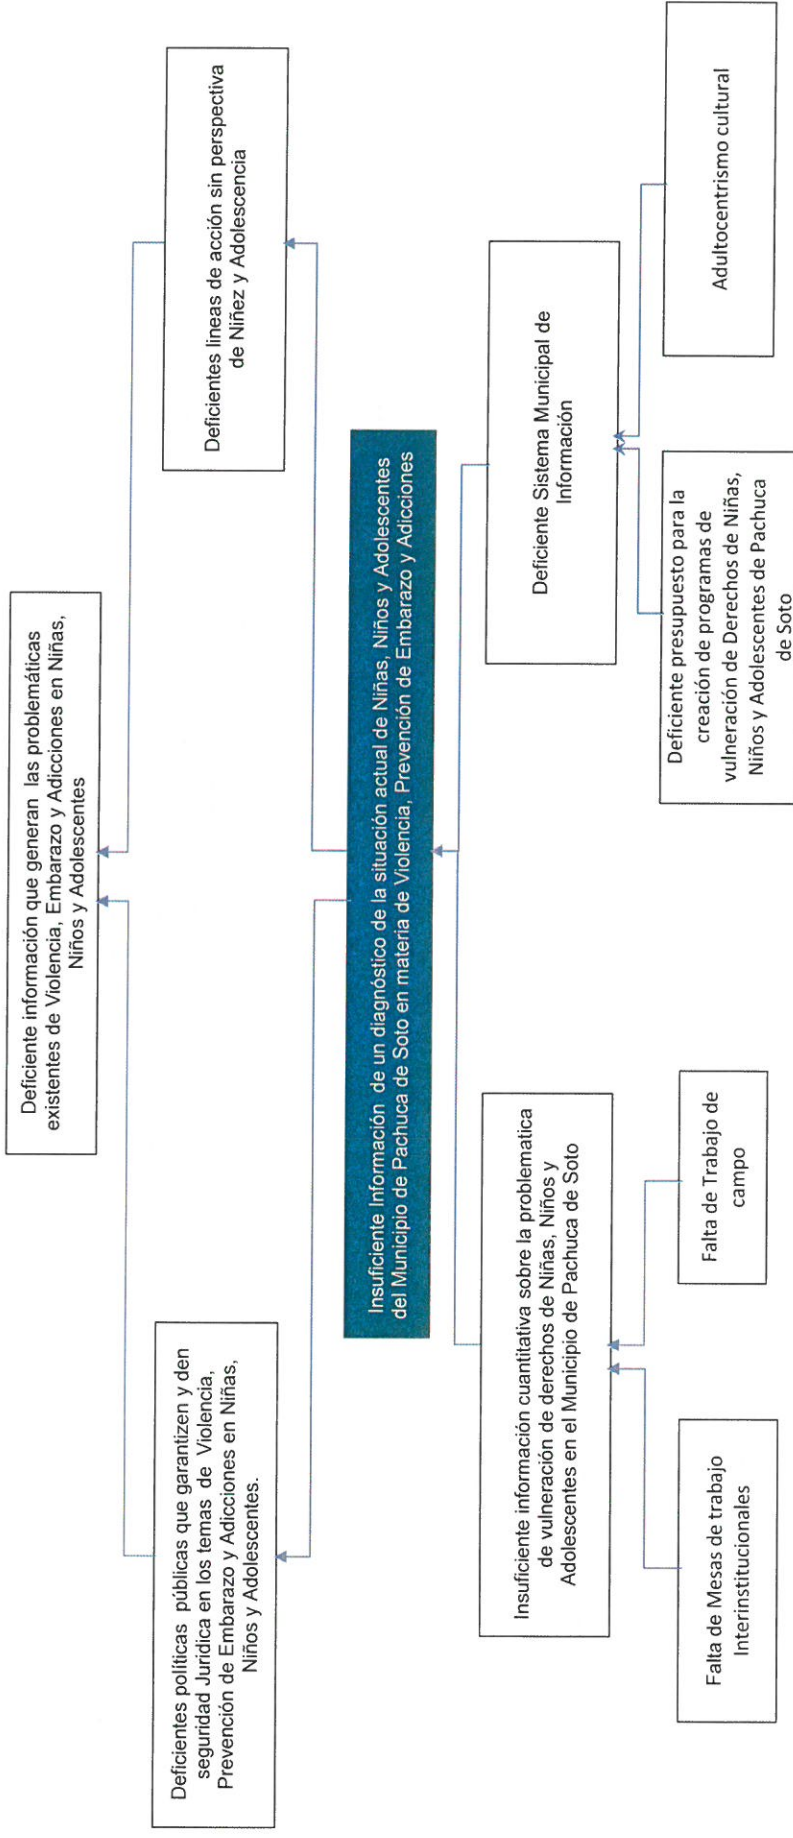 Deficiente información que generan las problemáticas
existentes de Violencia, Embarazo y Adicciones en Niñas,
Niños y Adolescentes
Deficientes políticas públicas que garantizen y den
seguridad Jurídica en los temas de Violencia,
Prevención de Embarazo y Adicciones en Niñas,
Niños y Adolescentes.
Deficientes lineas de acción sin perspectiva
de Niñez y Adolescencia
Insuficiente Información de un diagnóstico de la situación actual de Niñas, Niños y Adolescentes
del Municipio de Pachuca de Soto en materia de Violencia, Prevención de Embarazo y Adicciones
Insuficiente información cuantitativa sobre la problematica
de vulneración de derechos de Niñas, Niños y
Adolescentes en el Municipio de Pachuca de Soto
Deficiente Sistema Municipal de
Información
Falta de Mesas de trabajo
Interinstitucionales
Falta de Trabajo de
campo
Deficiente presupuesto para la
creación de programas de
vulneración de Derechos de Niñas,
Niños y Adolescentes de Pachuca
de Soto
Adultocentrismo cultural